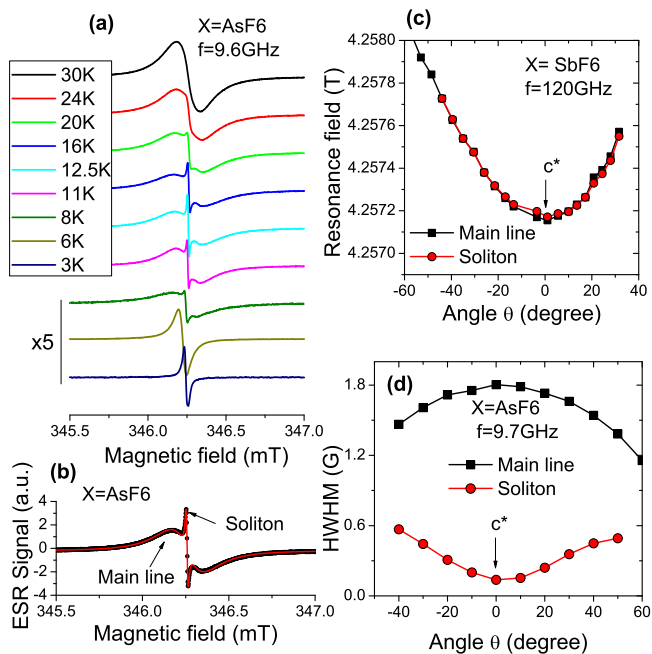 (a)
X=AsF6
f=9.6GHz
30K
24K
20K
16K
12.5K
11K
8K
6K
3K
x5
345.5
346.0
346.5
347.0
Magnetic field (mT)
(b)
X=AsF6
ESR Signal (a.u.)
4
2
0
-2
-4
Soliton
Main line
345.5
346.0
346.5
347.0
Magnetic field (mT)
(c)
X= SbF6
f=120GHz
Resonance field (T)
4.2580
4.2578
4.2576
4.2574
4.2572
4.2570
c*
Main line
Soliton
-60
-40
-20
0
20
40
Angle θ (degree)
(d)
X=AsF6
f=9.7GHz
HWHM (G)
1.8
1.2
0.6
0.0
Main line
Soliton
c*
-40
-20
0
20
40
60
Angle θ (degree)